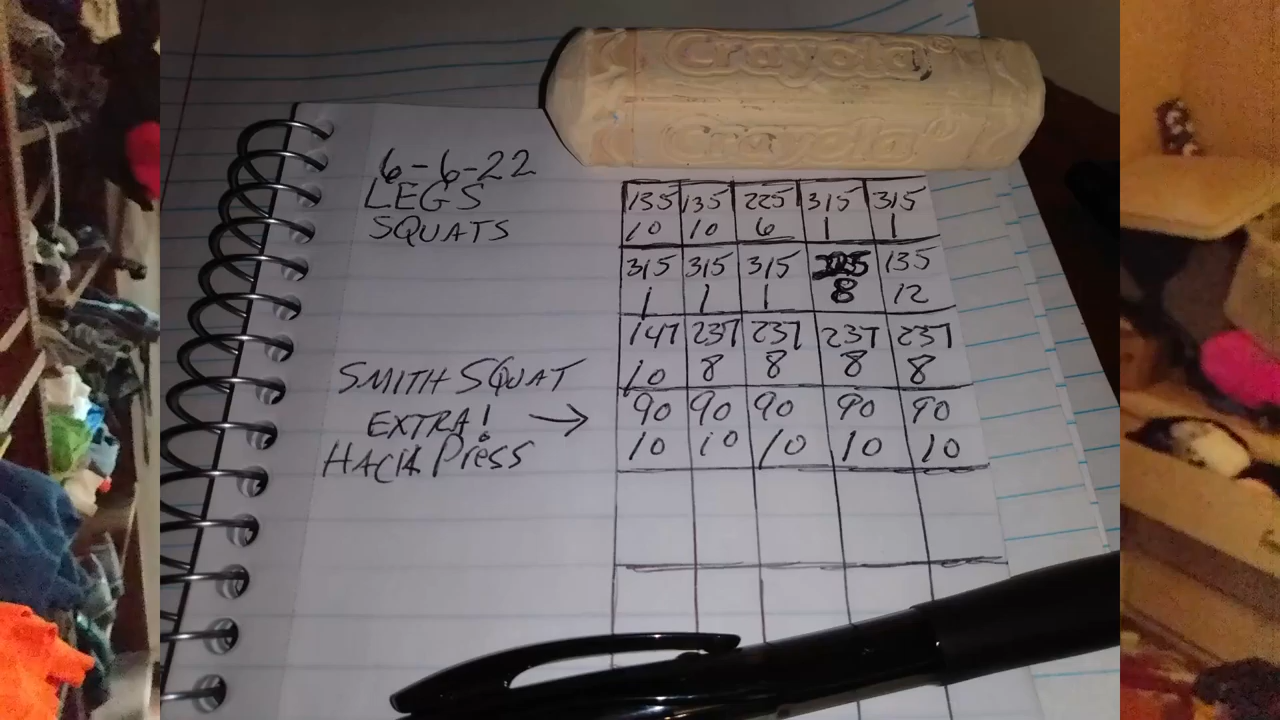 Crayola®
Crayola®
6-6-22
LEGS
SQUATS
135 135 225 315 315
10 10 6 1 1
315 315 315 135
1 1 1 8 12
147 237 237 237 237
10 8 8 8 8
SMITH SQUAT
EXTRA! →
HACK Press
90 90 90 90 90
10 10 10 10 10